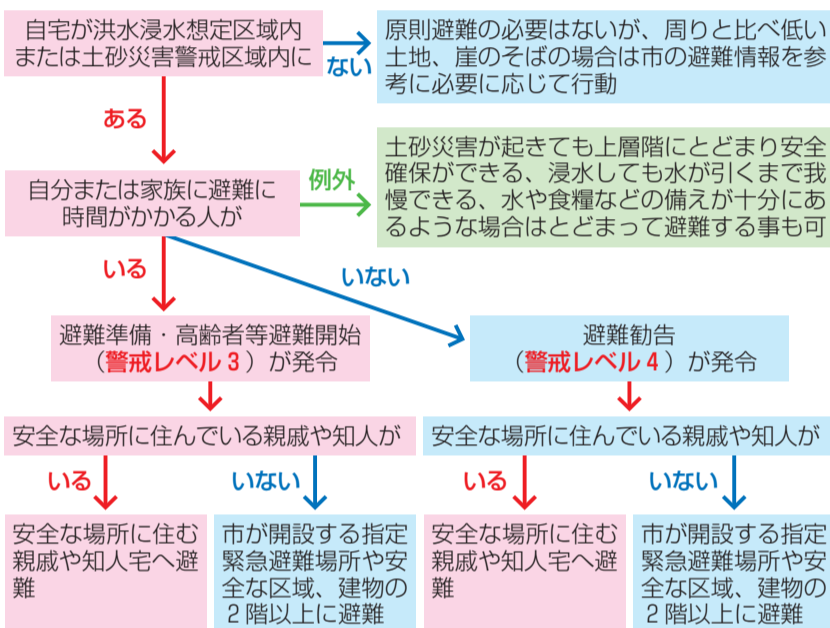 自宅が洪水浸水想定区域内
または土砂災害警戒区域内に
ない
原則避難の必要はないが、周りと比べ低い
土地、崖のそばの場合は市の避難情報を参
考に必要に応じて行動
ある
自分または家族に避難に
時間がかかる人が
例外
土砂災害が起きても上層階にとどまり安全
確保ができる、浸水しても水が引くまで我
慢できる、水や食糧などの備えが十分にあ
るような場合はとどまって避難する事も可
いる
いない
避難準備・高齢者等避難開始
（警戒レベル3）が発令
避難勧告
（警戒レベル4）が発令
安全な場所に住んでいる親戚や知人が
安全な場所に住んでいる親戚や知人が
いる
いない
いる
いない
安全な場所に住む
親戚や知人宅へ避
難
市が開設する指定
緊急避難場所や安
全な区域、建物の
2階以上に避難
安全な場所に住む
親戚や知人宅へ避
難
市が開設する指定
緊急避難場所や安
全な区域、建物の
2階以上に避難